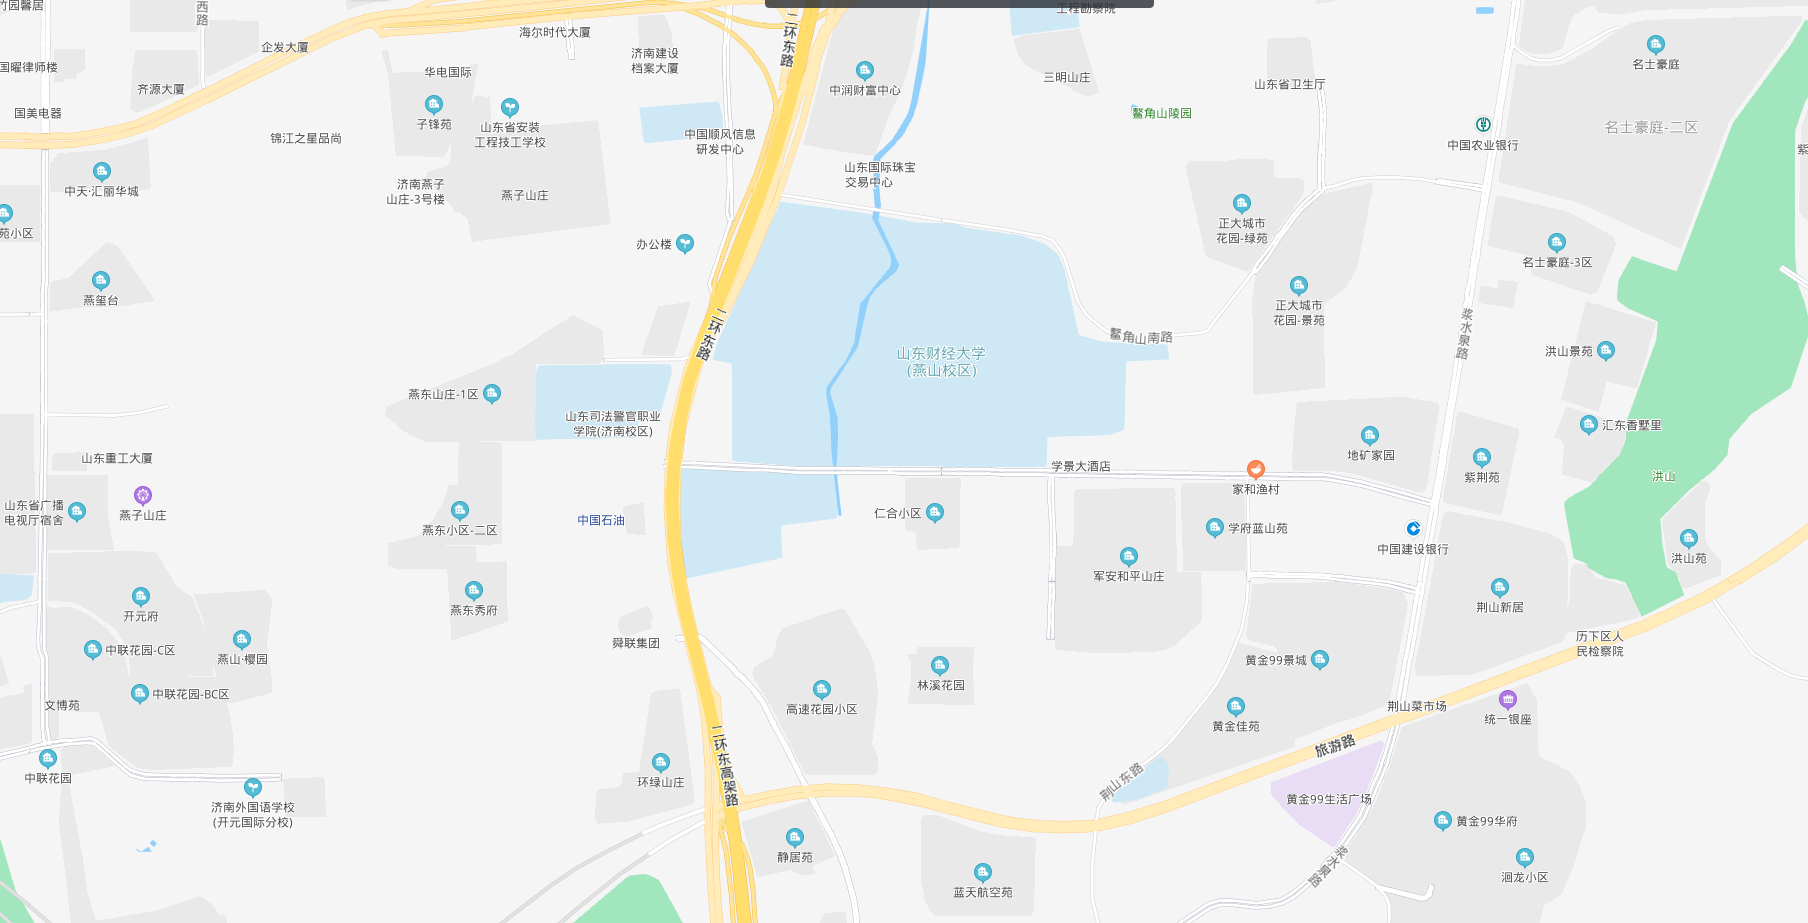 竹园馨居
西
路
工程勘察院
企发大厦
海尔时代大厦
二环东路
济南建设
档案大厦
名士豪庭
国曜律师楼
华电国际
三明山庄
山东省卫生厅
齐源大厦
中润财富中心
国美电器
子锋苑
山东省安装
工程技工学校
鳌角山陵园
名士豪庭-二区
锦江之星品尚
中国顺风信息
研发中心
中国农业银行
紫
山东国际珠宝
交易中心
中天·汇丽华城
济南燕子
山庄-3号楼
燕子山庄
苑小区
正大城市
花园-绿苑
办公楼
名士豪庭-3区
燕玺台
正大城市
花园-景苑
二环东路
浆水泉路
鳌角山南路
山东财经大学
(燕山校区)
洪山景苑
燕东山庄-1区
山东司法警官职业
学院(济南校区)
汇东香墅里
山东重工大厦
学景大酒店
地矿家园
紫荆苑
洪山
家和渔村
山东省广播
电视厅宿舍
燕子山庄
燕东小区-二区
中国石油
仁合小区
学府蓝山苑
中国建设银行
洪山苑
军安和平山庄
开元府
燕东秀府
荆山新居
舜联集团
历下区人
民检察院
中联花园-C区
燕山·樱园
黄金99景城
林溪花园
中联花园-BC区
文博苑
高速花园小区
荆山菜市场
统一银座
黄金佳苑
二环东高架路
旅游路
中联花园
环绿山庄
荆山东路
济南外国语学校
(开元国际分校)
黄金99生活广场
黄金99华府
静居苑
浆水泉路
蓝天航空苑
洄龙小区